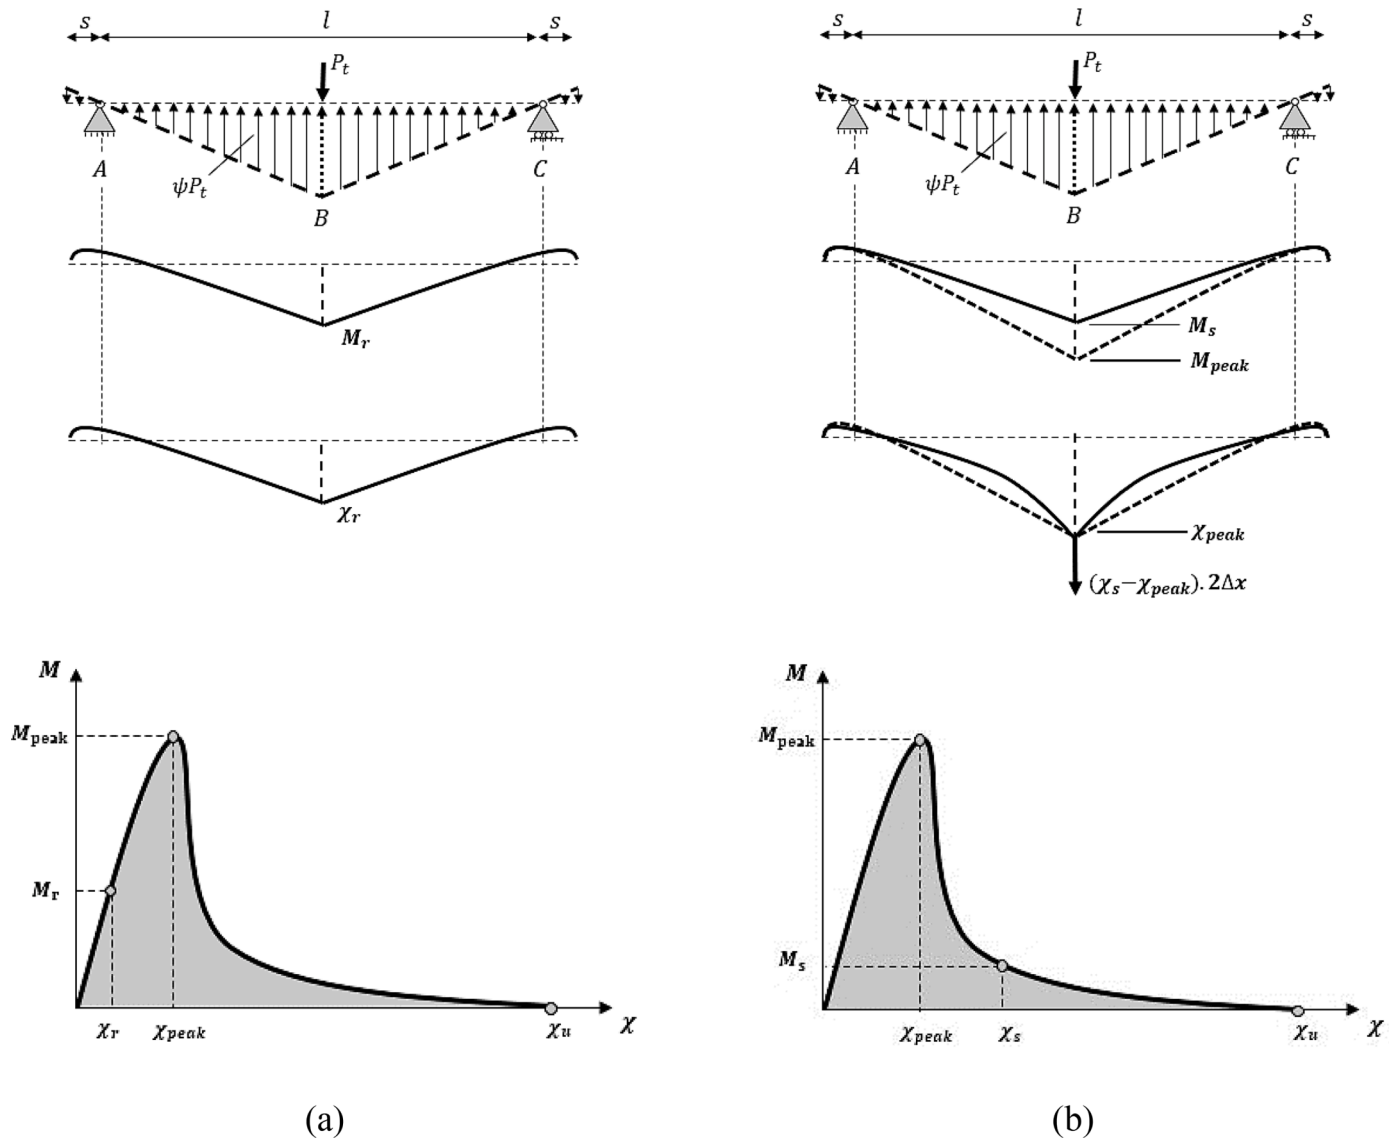 s l s
P_t
A ψP_t B C
M_r
χ_r
M
M_peak
M_r
χ_r χ_peak χ_u χ
(a)
s l s
P_t
A ψP_t B C
M_s
M_peak
χ_peak
(χ_s−χ_peak).2Δx
M
M_peak
M_s
χ_peak χ_s χ_u χ
(b)